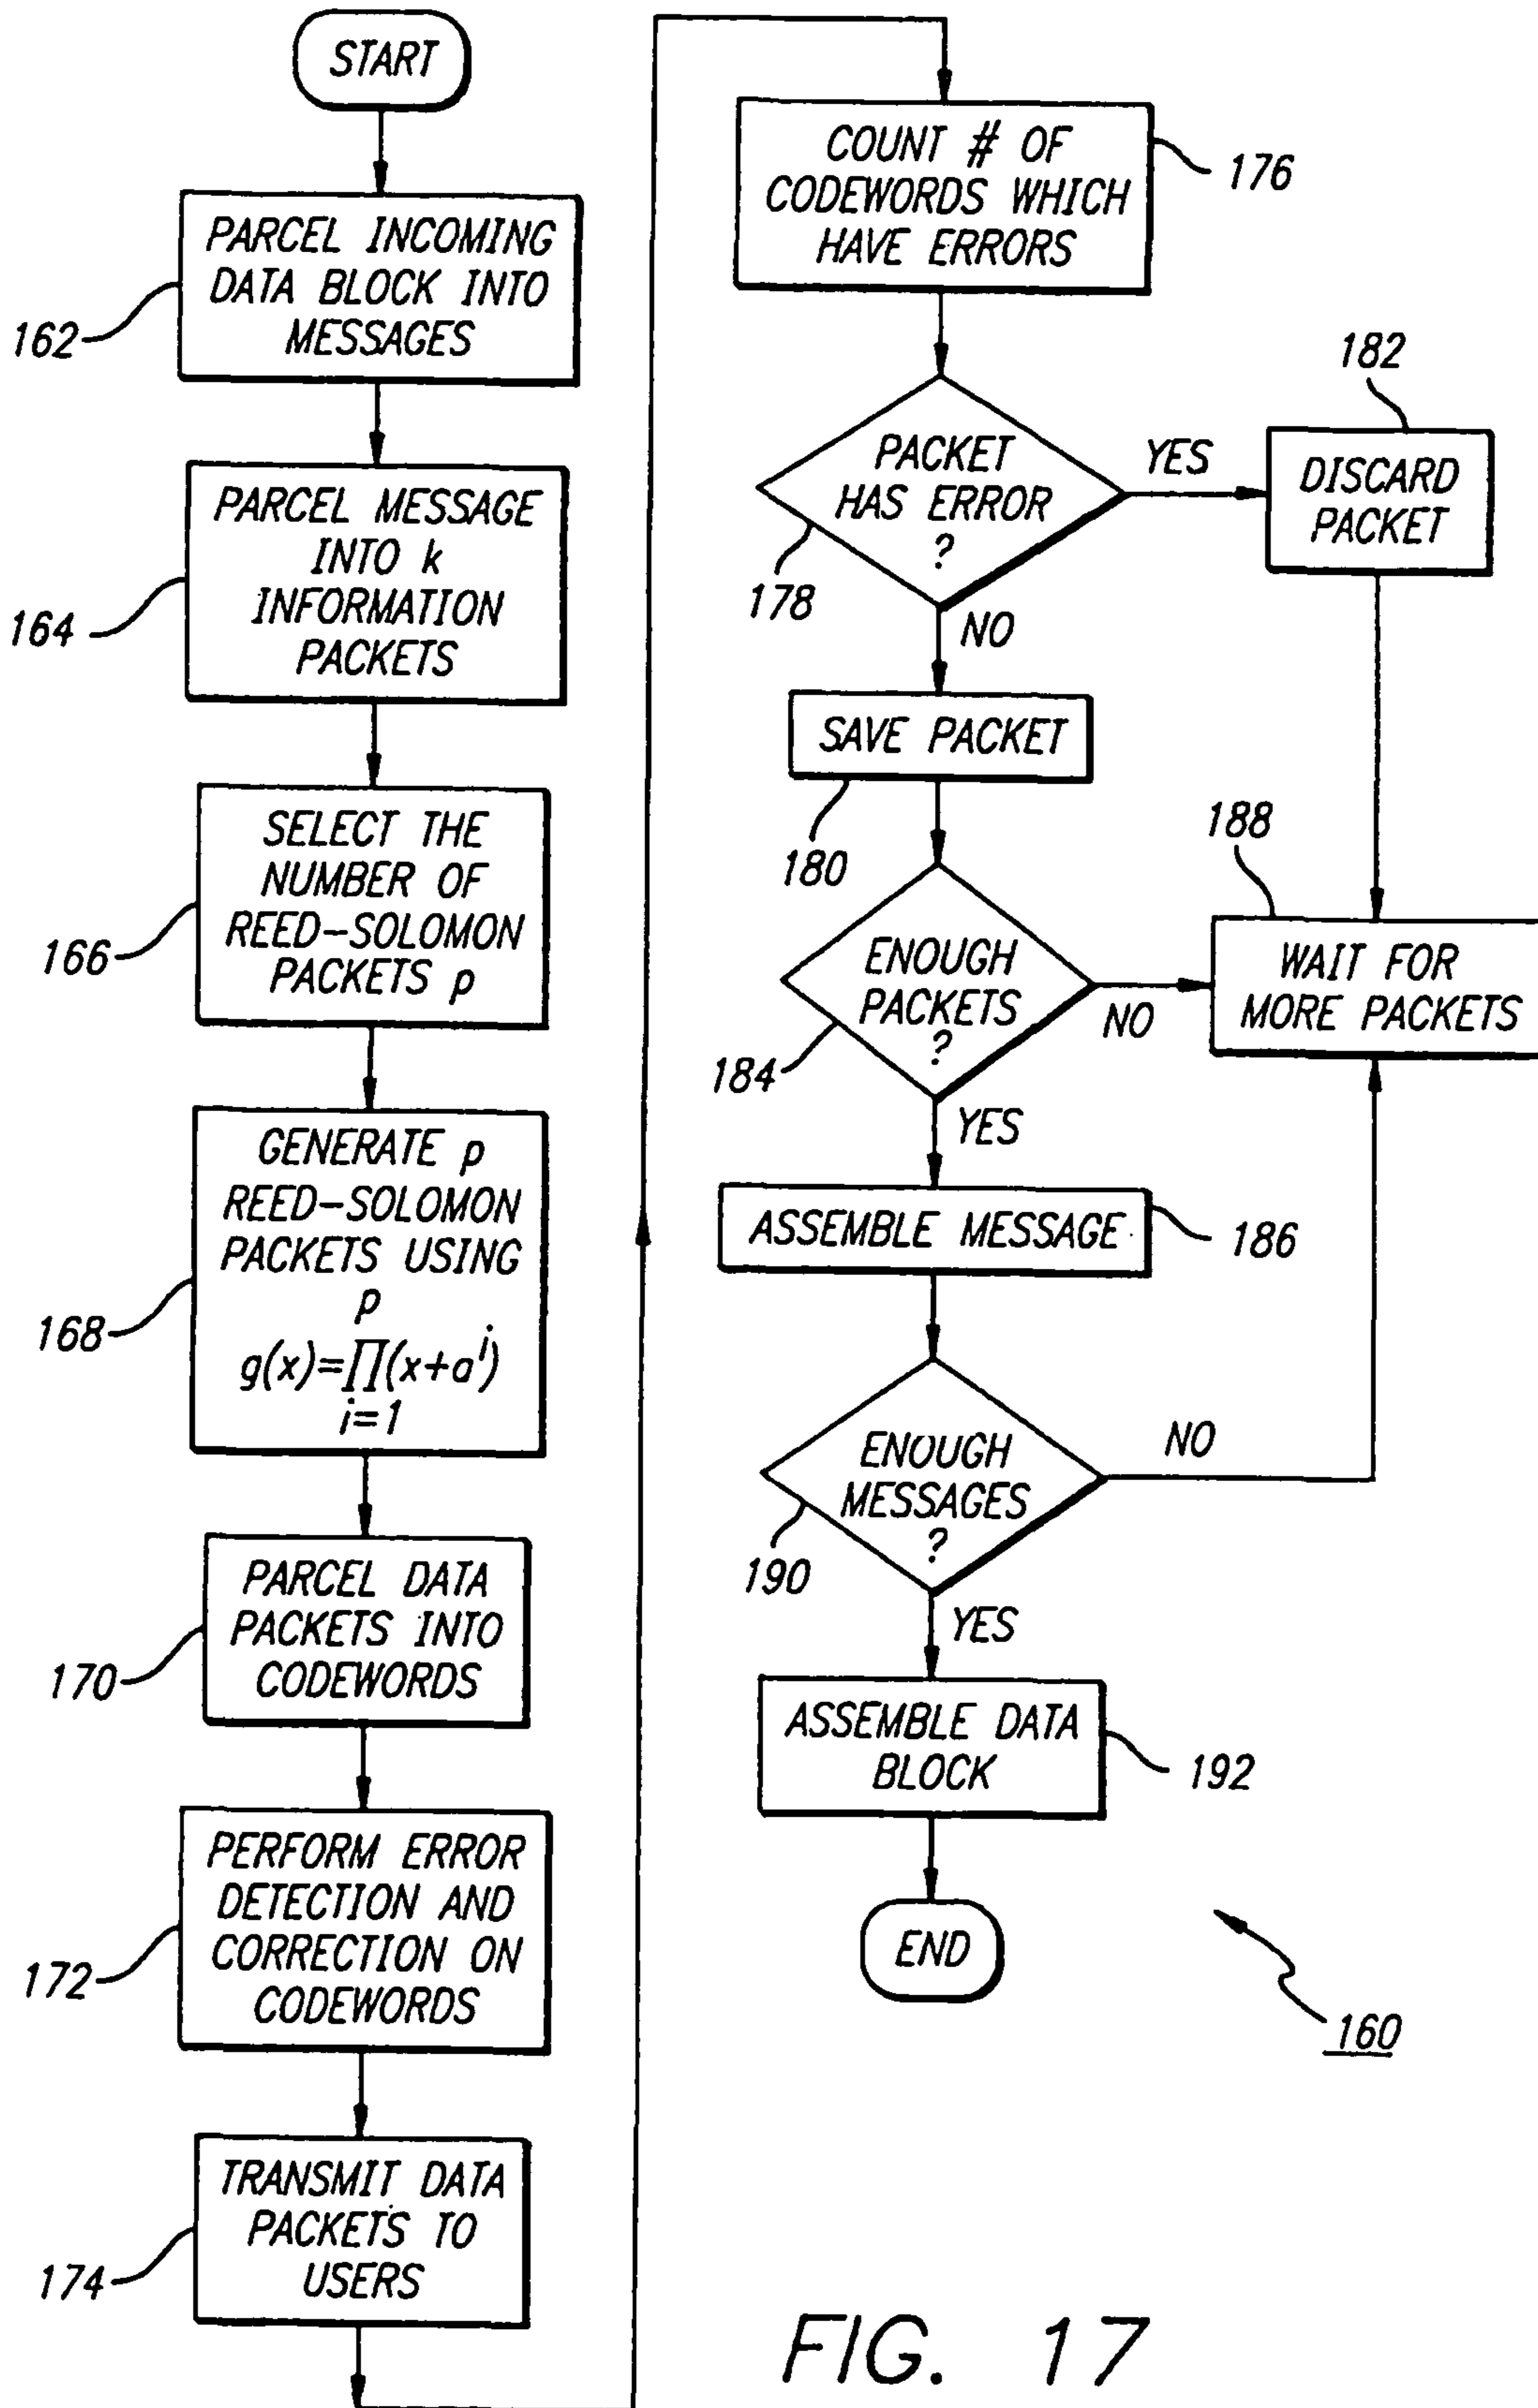 START
PARCEL INCOMING
DATA BLOCK INTO
MESSAGES
162
PARCEL MESSAGE
INTO k
INFORMATION
PACKETS
164
SELECT THE
NUMBER OF
REED-SOLOMON
PACKETS p
166
GENERATE p
REED-SOLOMON
PACKETS USING
p
g(x)=∏(x+a^i)
i=1
168
PARCEL DATA
PACKETS INTO
CODEWORDS
170
PERFORM ERROR
DETECTION AND
CORRECTION ON
CODEWORDS
172
TRANSMIT DATA
PACKETS TO
USERS
174
COUNT # OF
CODEWORDS WHICH
HAVE ERRORS
176
PACKET
HAS ERROR
?
178
YES
182
DISCARD
PACKET
NO
SAVE PACKET
180
188
WAIT FOR
MORE PACKETS
ENOUGH
PACKETS
?
184
NO
YES
ASSEMBLE MESSAGE
186
ENOUGH
MESSAGES
?
190
NO
YES
ASSEMBLE DATA
BLOCK
192
END
160
FIG. 17